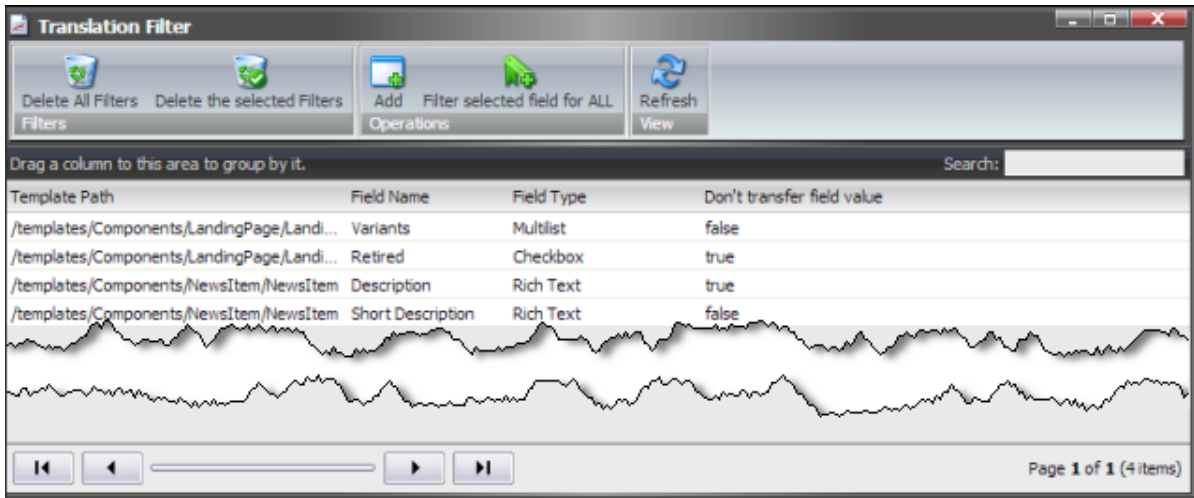 Translation Filter
Delete All Filters Delete the selected Filters Add Filter selected field for ALL Refresh
Filters Operations View
Drag a column to this area to group by it. Search:
Template Path Field Name Field Type Don't transfer field value
/templates/Components/LandingPage/Landi... Variants Multilist false
/templates/Components/LandingPage/Landi... Retired Checkbox true
/templates/Components/NewsItem/NewsItem Description Rich Text true
/templates/Components/NewsItem/NewsItem Short Description Rich Text false
Page 1 of 1 (4 items)